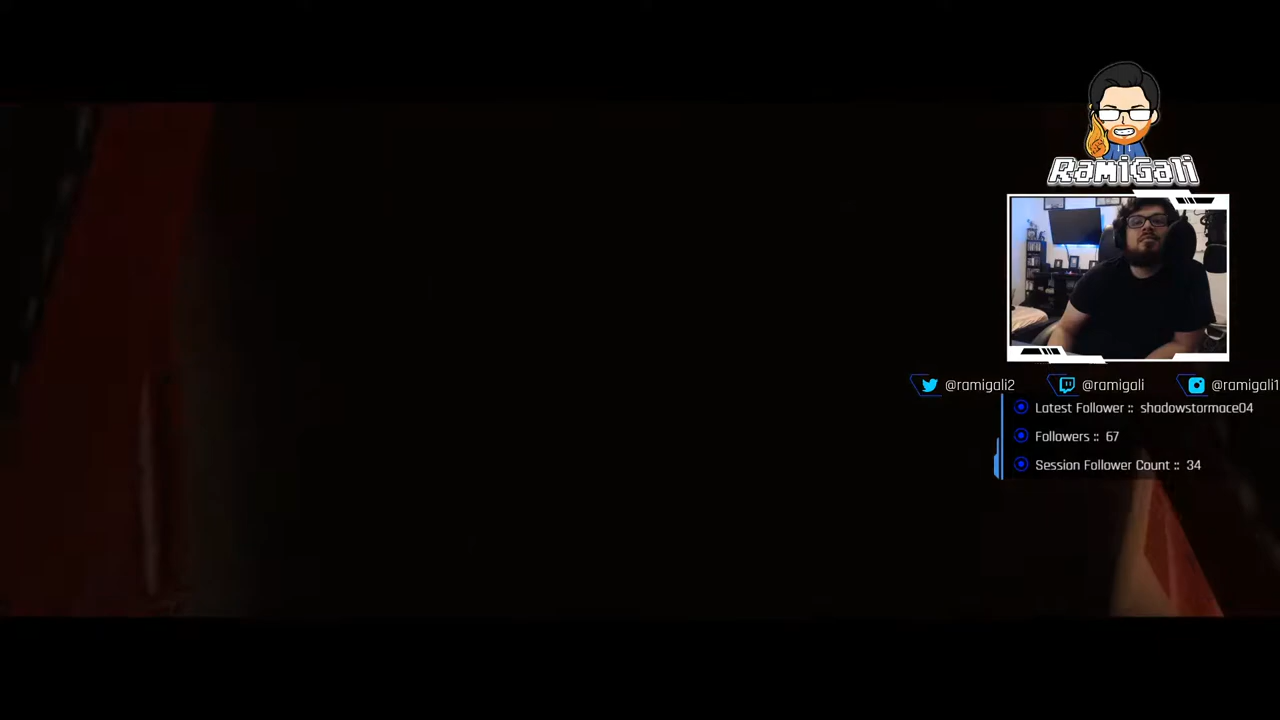 RamiGali
@ramigali2 @ramigali @ramigali1
Latest Follower :: shadowstormace04
Followers :: 67
Session Follower Count :: 34